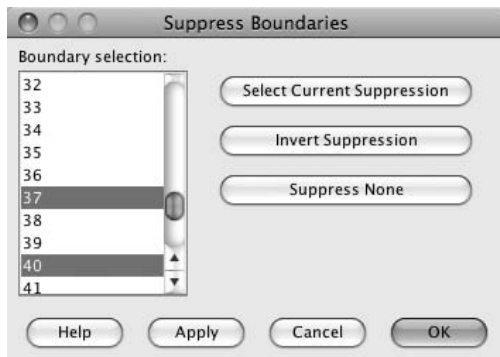 Suppress Boundaries
Boundary selection:
32
33
34
35
36
37
38
39
40
41
Select Current Suppression
Invert Suppression
Suppress None
Help Apply Cancel OK